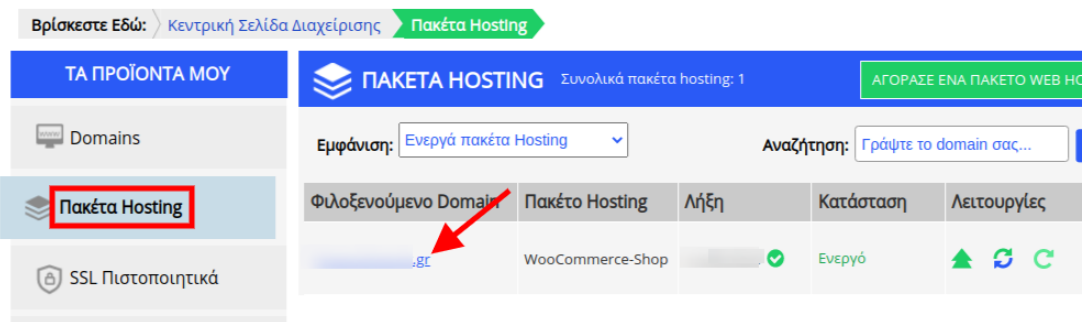 Βρίσκεστε Εδώ: Κεντρική Σελίδα Διαχείρισης Πακέτα Hosting
ΤΑ ΠΡΟΪΟΝΤΑ ΜΟΥ
Domains
Πακέτα Hosting
SSL Πιστοποιητικά
ΠΑΚΕΤΑ HOSTING Συνολικά πακέτα hosting: 1
ΑΓΟΡΑΣΕ ΕΝΑ ΠΑΚΕΤΟ WEB
Εμφάνιση: Ενεργά πακέτα Hosting
Αναζήτηση: Γράψτε το domain σας...
Φιλοξενούμενο Domain Πακέτο Hosting Λήξη Κατάσταση Λειτουργίες
.gr WooCommerce-Shop Ενεργό